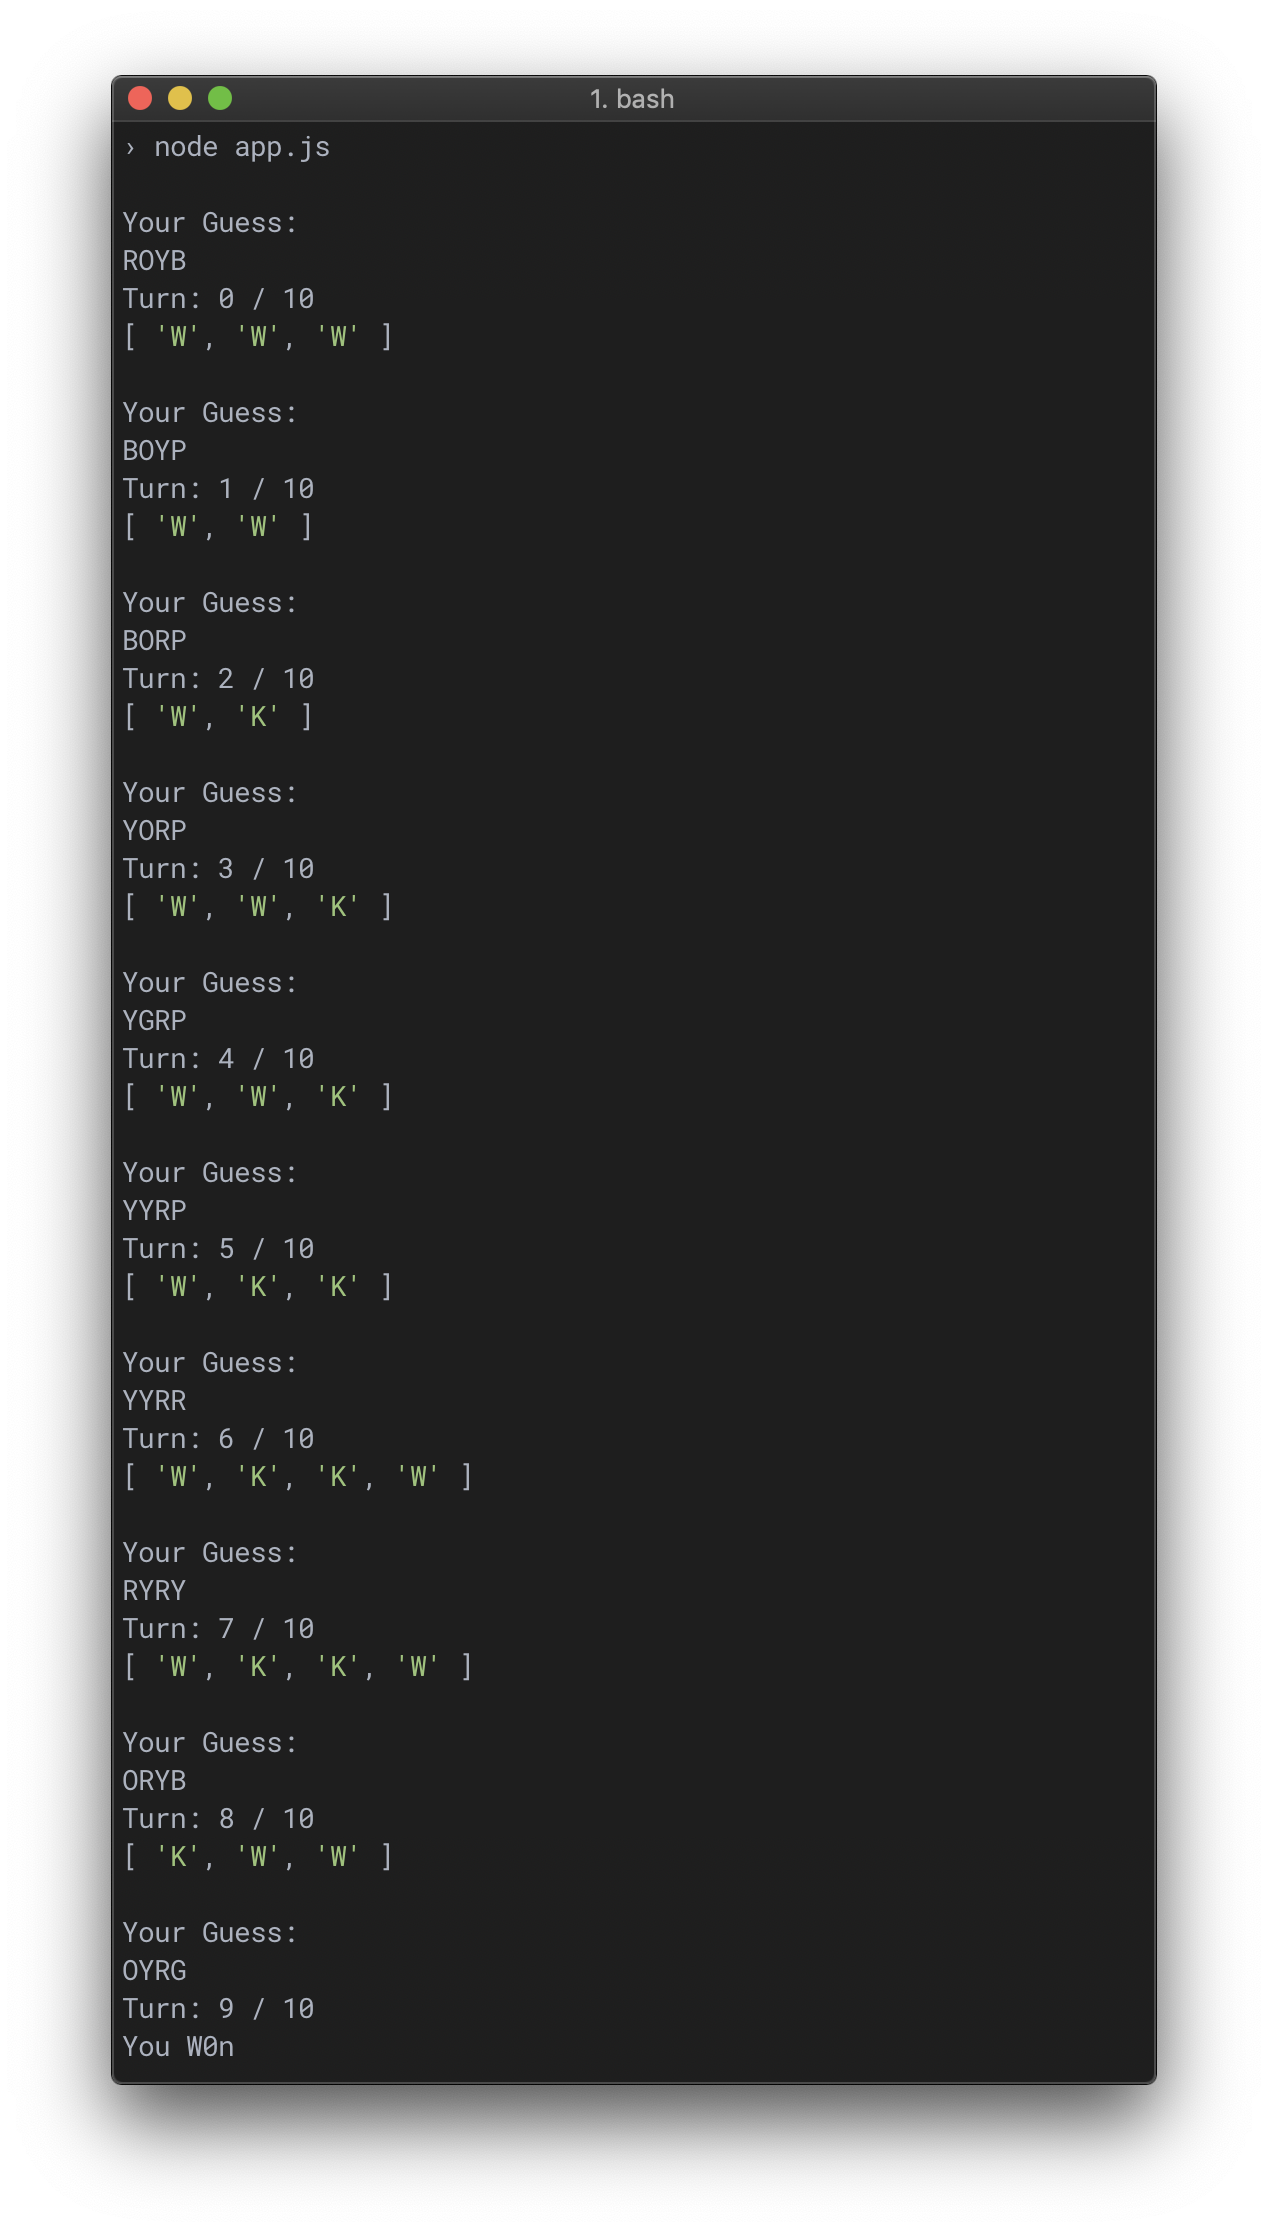 1. bash
› node app.js
Your Guess:
ROYB
Turn: 0 / 10
[ 'W', 'W', 'W' ]
Your Guess:
BOYP
Turn: 1 / 10
[ 'W', 'W' ]
Your Guess:
BORP
Turn: 2 / 10
[ 'W', 'K' ]
Your Guess:
YORP
Turn: 3 / 10
[ 'W', 'W', 'K' ]
Your Guess:
YGRP
Turn: 4 / 10
[ 'W', 'W', 'K' ]
Your Guess:
YYRP
Turn: 5 / 10
[ 'W', 'K', 'K' ]
Your Guess:
YYRR
Turn: 6 / 10
[ 'W', 'K', 'K', 'W' ]
Your Guess:
RYRY
Turn: 7 / 10
[ 'W', 'K', 'K', 'W' ]
Your Guess:
ORYB
Turn: 8 / 10
[ 'K', 'W', 'W' ]
Your Guess:
OYRG
Turn: 9 / 10
You W0n